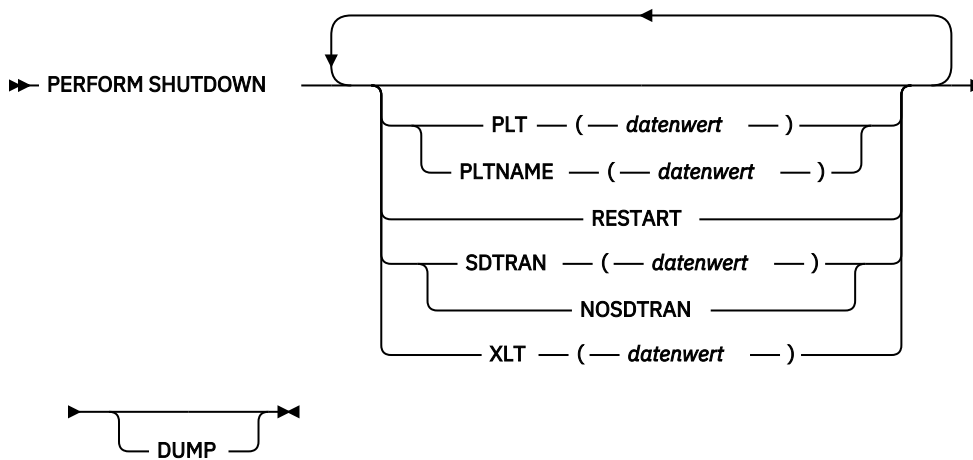 PERFORM SHUTDOWN
PLT ( datenwert )
PLTNAME ( datenwert )
RESTART
SDTRAN ( datenwert )
NOSDTRAN
XLT ( datenwert )
DUMP